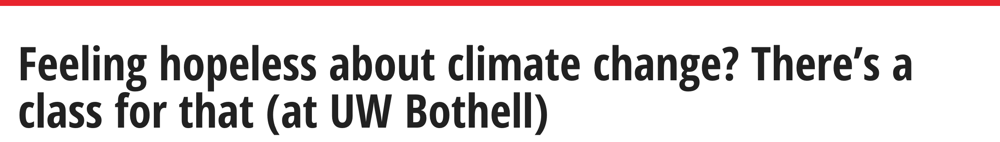 Feeling hopeless about climate change? There’s a
class for that (at UW Bothell)